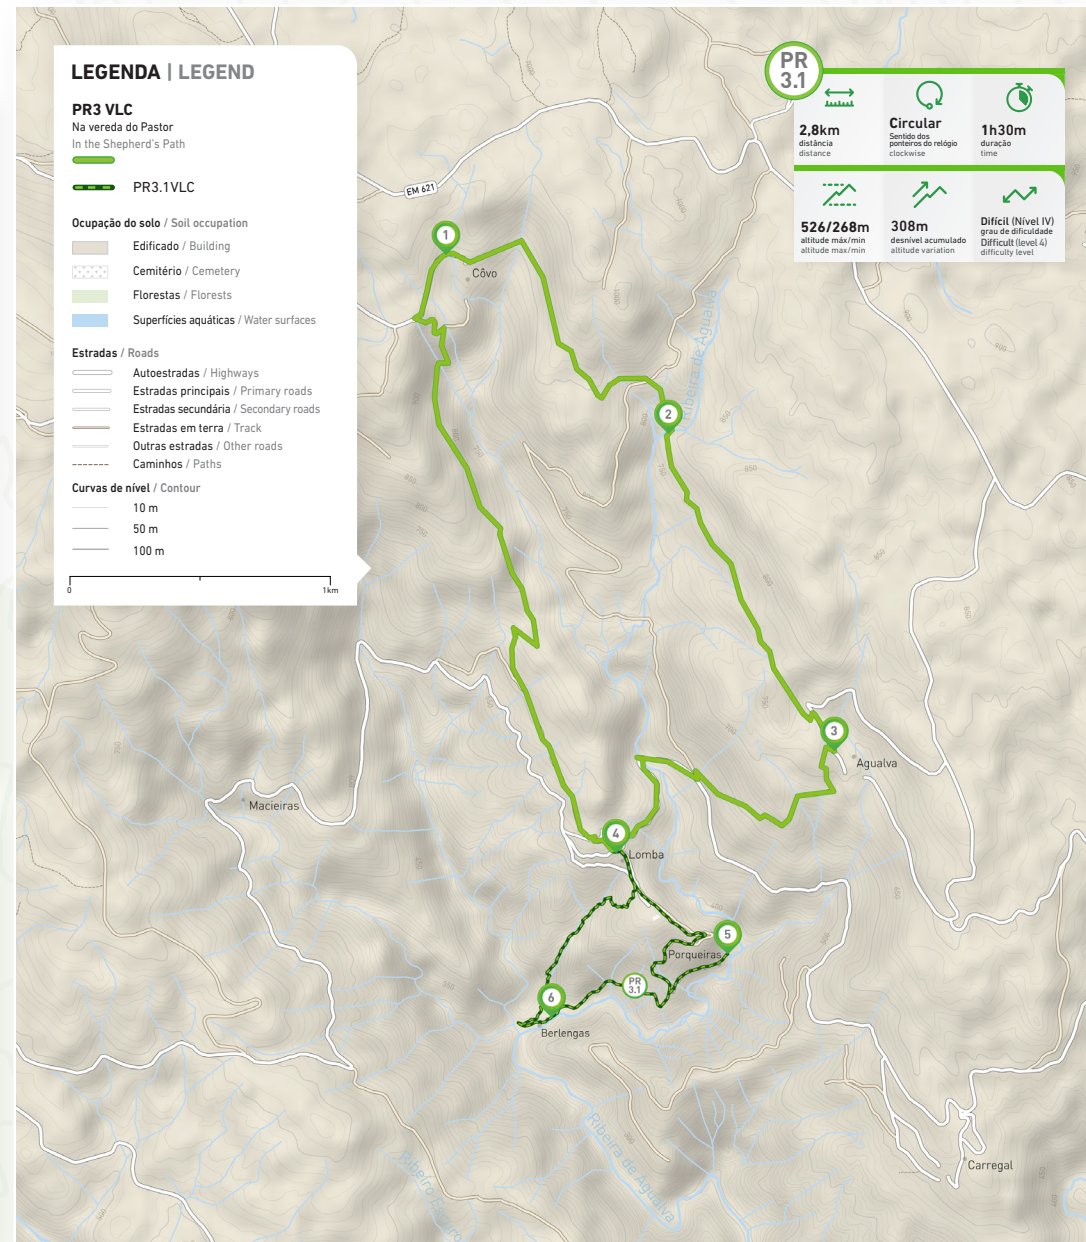 LEGENDA | LEGEND
PR3 VLC
Na vereda do Pastor
In the Shepherd's Path
PR3.1VLC
Ocupação do solo / Soil occupation
Edificado / Building
Cemitério / Cemetery
Florestas / Florests
Superfícies aquáticas / Water surfaces
Estradas / Roads
Autoestradas / Highways
Estradas principais / Primary roads
Estradas secundária / Secondary roads
Estradas em terra / Track
Outras estradas / Other roads
Caminhos / Paths
Curvas de nível / Contour
10 m
50 m
100 m
0 1km
PR
3.1
2,8km
distância
distance
Circular
Sentido dos
ponteiros do relógio
clockwise
1h30m
duração
time
526/268m
altitude máx/min
altitude max/min
308m
desnível acumulado
altitude variation
Difícil (Nível IV)
grau de dificuldade
Difficult (level 4)
difficulty level
EM 621
1
Côvo
Ribeira de Agualva
2
3
Agualva
Macieiras
4
Lomba
5
Porqueiras
PR
3.1
6
Berlengas
Ribeira de Agualva
Carregal